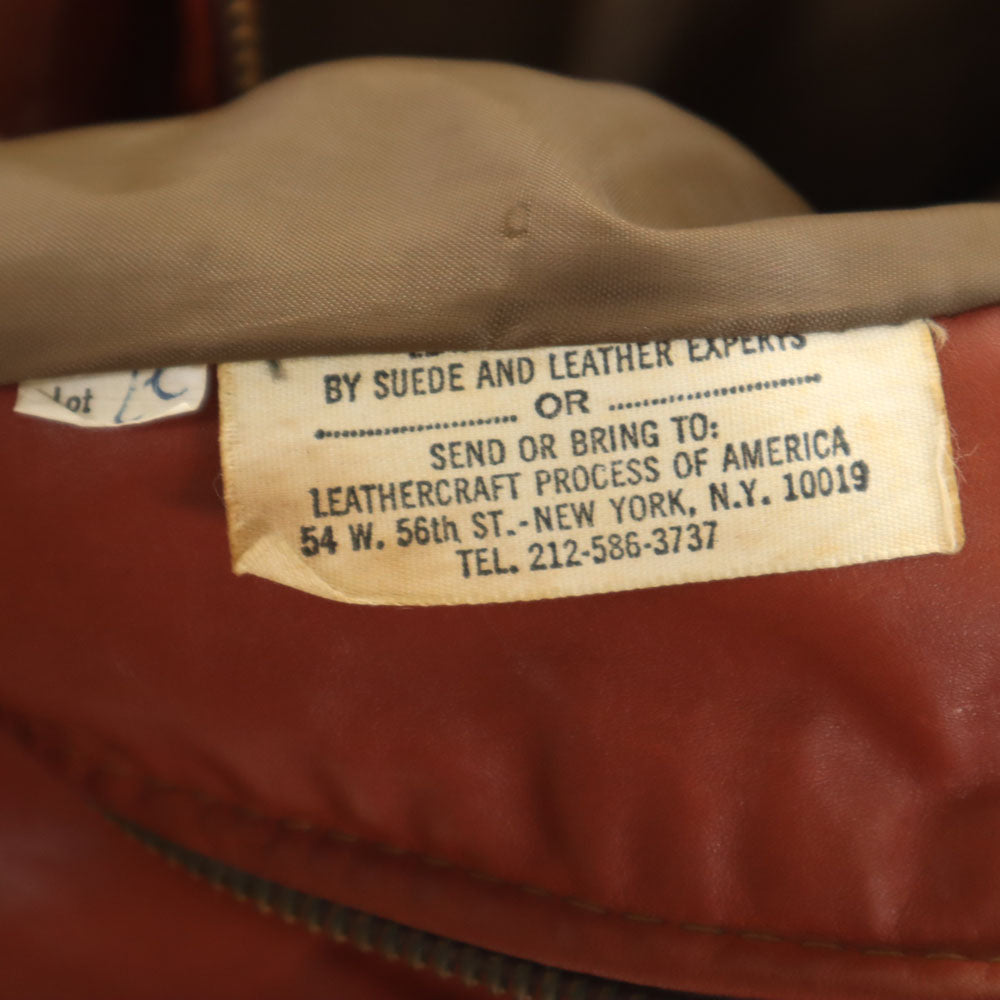 BY SUEDE AND LEATHER EXPERTS
OR
SEND OR BRING TO:
LEATHERCRAFT PROCESS OF AMERICA
54 W. 56th ST.-NEW YORK, N.Y. 10019
TEL. 212-586-3737
Lot